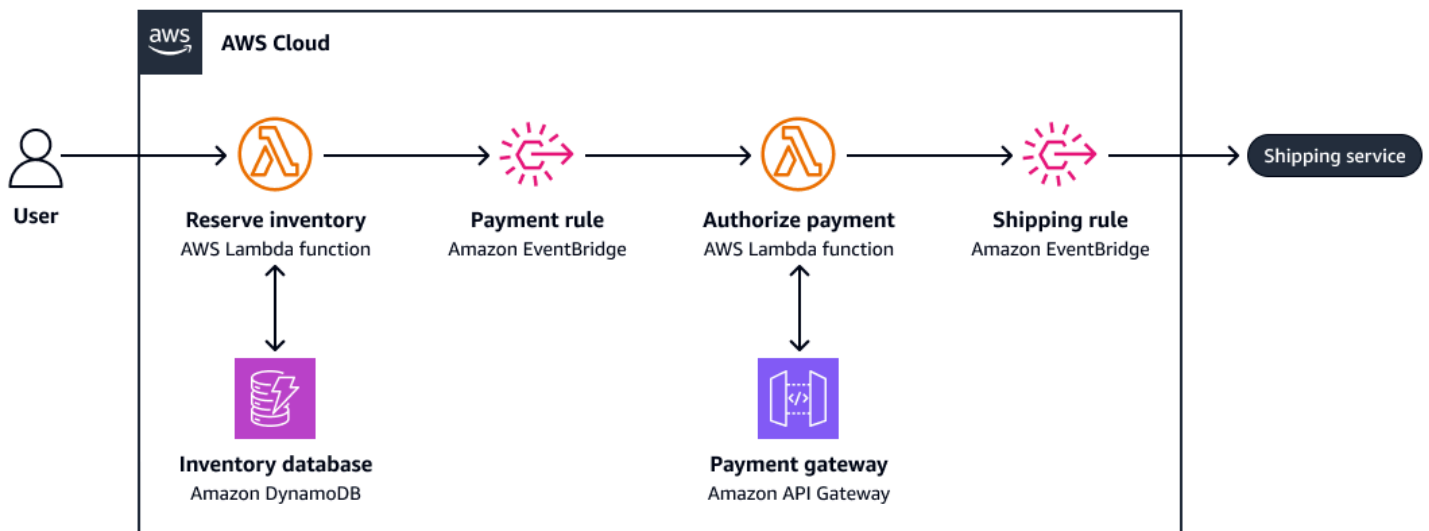 aws
AWS Cloud
User
Reserve inventory
AWS Lambda function
Payment rule
Amazon EventBridge
Authorize payment
AWS Lambda function
Shipping rule
Amazon EventBridge
Shipping service
Inventory database
Amazon DynamoDB
</>
Payment gateway
Amazon API Gateway